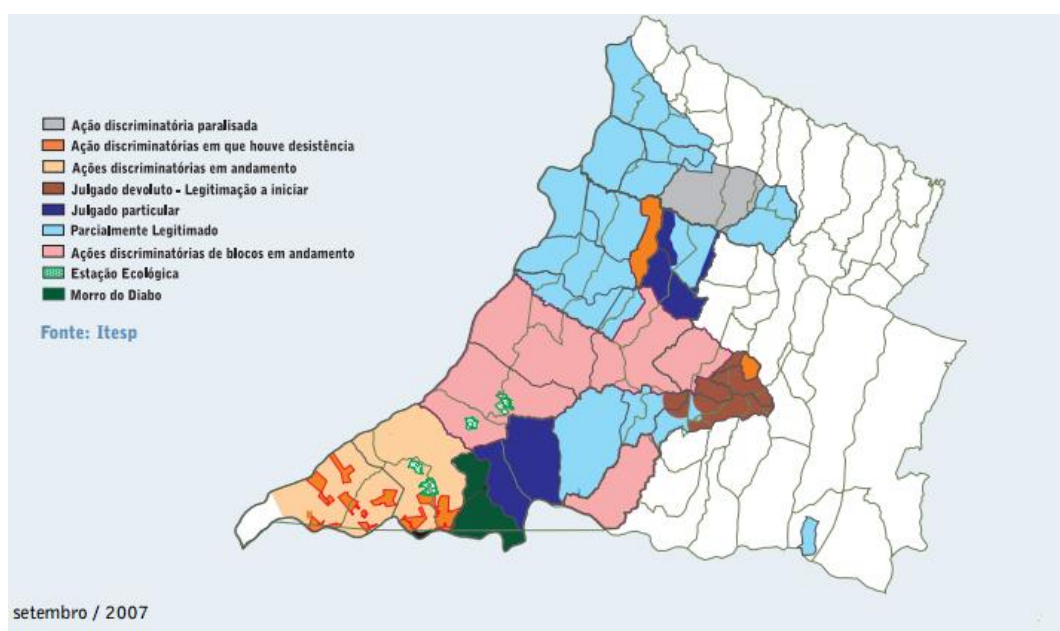 Ação discriminatória paralisada
Ação discriminatórias em que houve desistência
Ações discriminatórias em andamento
Julgado devoluto - Legitimação a iniciar
Julgado particular
Parcialmente Legitimado
Ações discriminatórias de blocos em andamento
Estação Ecológica
Morro do Diabo
Fonte: Itesp
setembro / 2007